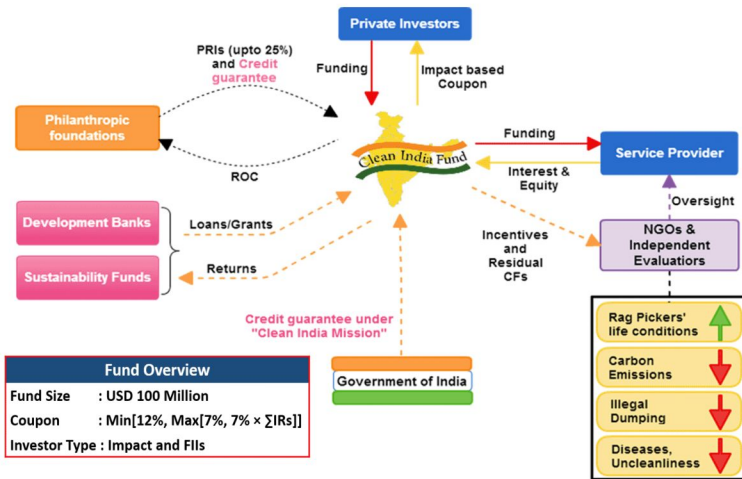 Private Investors
PRIs (upto 25%)
and Credit
guarantee
Funding
Impact based
Coupon
Philanthropic
foundations
ROC
Clean India Fund
Funding
Interest &
Equity
Service Provider
Oversight
Development Banks
Sustainability Funds
Loans/Grants
Returns
Incentives
and
Residual
CFs
NGOs &
Independent
Evaluatiors
Credit guarantee under
"Clean India Mission"
Government of India
Rag Pickers'
life conditions
Carbon
Emissions
Illegal
Dumping
Diseases,
Uncleanliness
Fund Overview
Fund Size : USD 100 Million
Coupon : Min[12%, Max[7%, 7% × ∑IRs]]
Investor Type : Impact and FIIs